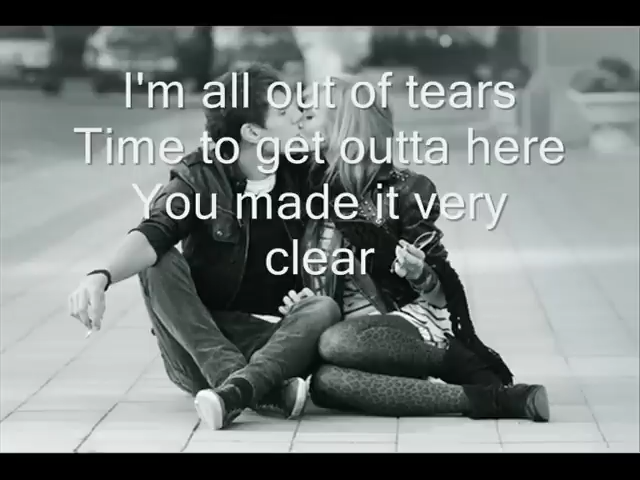 I'm all out of tears
Time to get outta here
You made it very
clear